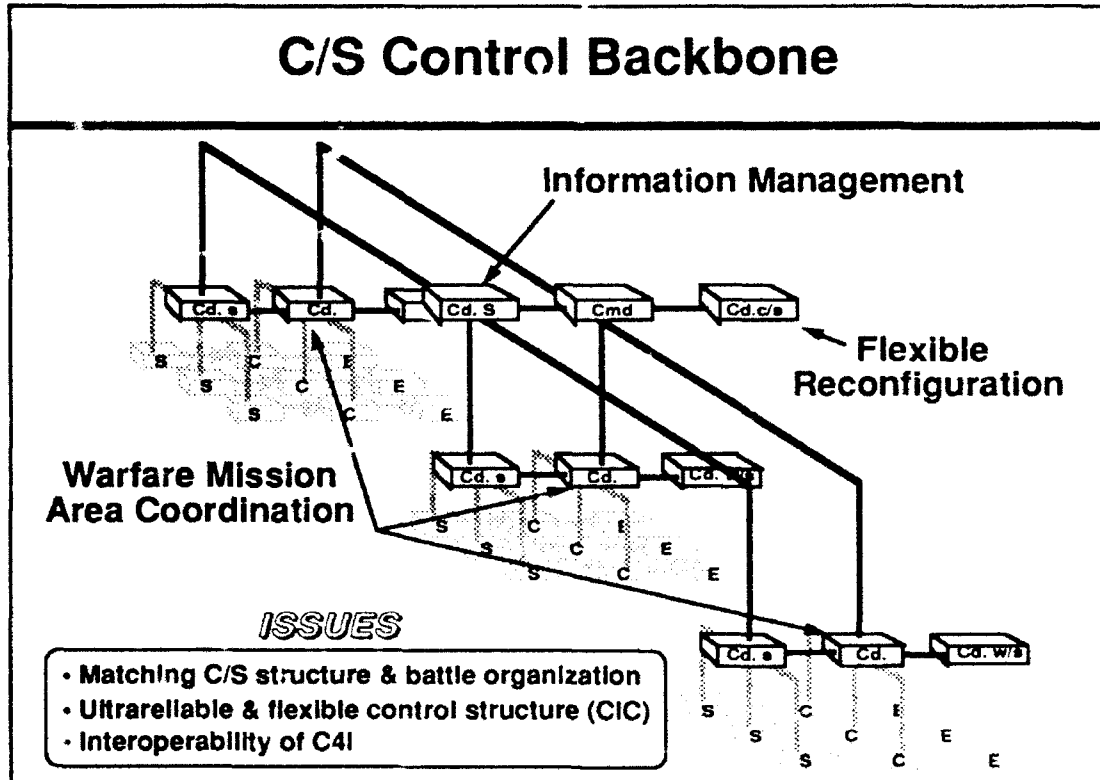 C/S Control Backbone
Information Management
Cd. s
Cd.
Cd. S
Cmd
Cd.c/s
Flexible
Reconfiguration
S C E
S C E
S C E
Warfare Mission
Area Coordination
Cd. s
Cd.
Cd.
S C E
S C E
S C E
ISSUES
Cd. s
Cd.
Cd. w/s
• Matching C/S structure & battle organization
• Ultrareliable & flexible control structure (CIC)
• Interoperability of C4I
S C E
S C E
S C E